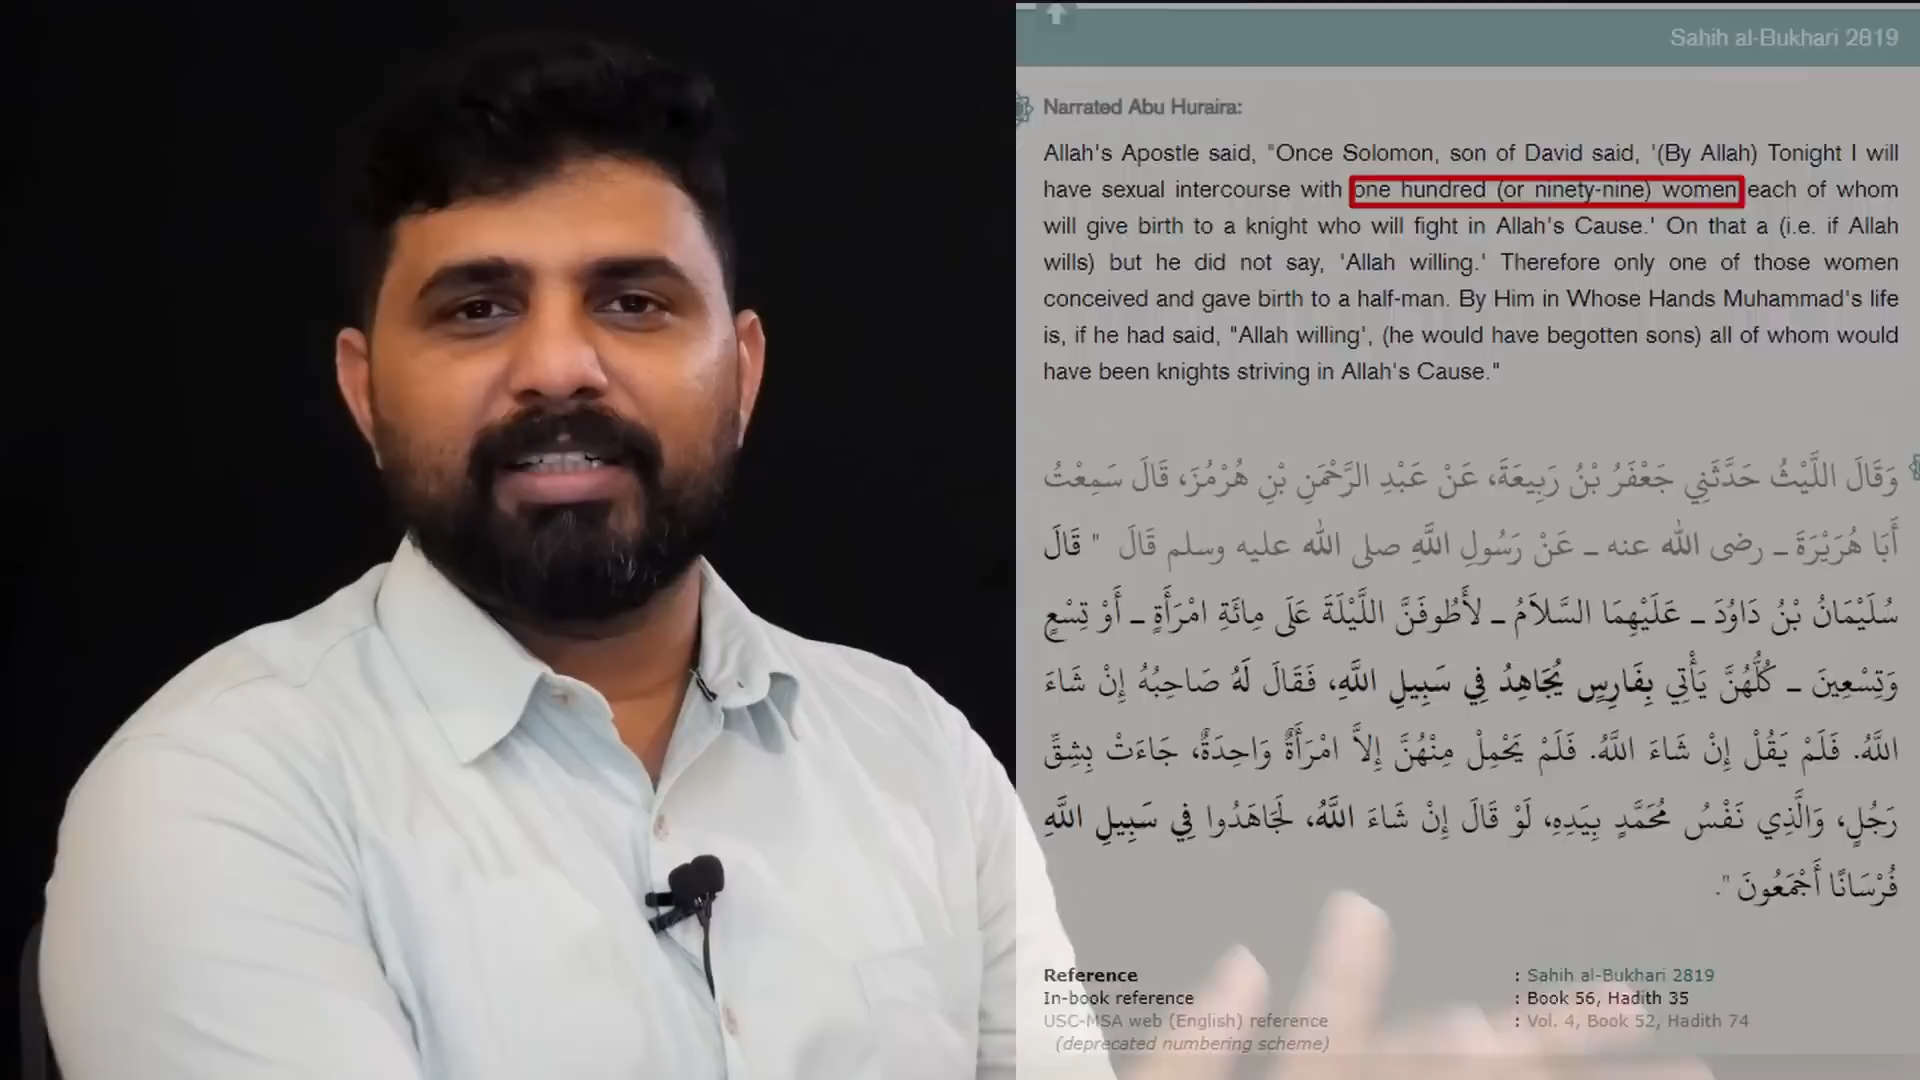 Sahih al-Bukhari 2819
Narrated Abu Huraira:
Allah's Apostle said, "Once Solomon, son of David said, '(By Allah) Tonight I will
have sexual intercourse with one hundred (or ninety-nine) women each of whom
will give birth to a knight who will fight in Allah's Cause.' On that a (i.e. if Allah
wills) but he did not say, 'Allah willing.' Therefore only one of those women
conceived and gave birth to a half-man. By Him in Whose Hands Muhammad's life
is, if he had said, "Allah willing', (he would have begotten sons) all of whom would
have been knights striving in Allah's Cause."
وَقَالَ اللَّيْثُ حَدَّثَنِي جَعْفَرُ بْنُ رَبِيعَةَ، عَنْ عَبْدِ الرَّحْمَنِ بْنِ هُرْمُزَ، قَالَ سَمِعْتُ
أَبَا هُرَيْرَةَ ـ رضى الله عنه ـ عَنْ رَسُولِ اللَّهِ صلى الله عليه وسلم قَالَ ‏"‏ قَالَ
سُلَيْمَانُ بْنُ دَاوُدَ ـ عَلَيْهِمَا السَّلاَمُ ـ لأَطُوفَنَّ اللَّيْلَةَ عَلَى مِائَةِ امْرَأَةٍ ـ أَوْ تِسْعٍ
وَتِسْعِينَ ـ كُلُّهُنَّ يَأْتِي بِفَارِسٍ يُجَاهِدُ فِي سَبِيلِ اللَّهِ، فَقَالَ لَهُ صَاحِبُهُ إِنْ شَاءَ
اللَّهُ‏.‏ فَلَمْ يَقُلْ إِنْ شَاءَ اللَّهُ‏.‏ فَلَمْ يَحْمِلْ مِنْهُنَّ إِلاَّ امْرَأَةٌ وَاحِدَةٌ، جَاءَتْ بِشِقِّ
رَجُلٍ، وَالَّذِي نَفْسُ مُحَمَّدٍ بِيَدِهِ، لَوْ قَالَ إِنْ شَاءَ اللَّهُ، لَجَاهَدُوا فِي سَبِيلِ اللَّهِ
فُرْسَانًا أَجْمَعُونَ ‏"‏‏.‏
Reference : Sahih al-Bukhari 2819
In-book reference : Book 56, Hadith 35
USC-MSA web (English) reference : Vol. 4, Book 52, Hadith 74
(deprecated numbering scheme)